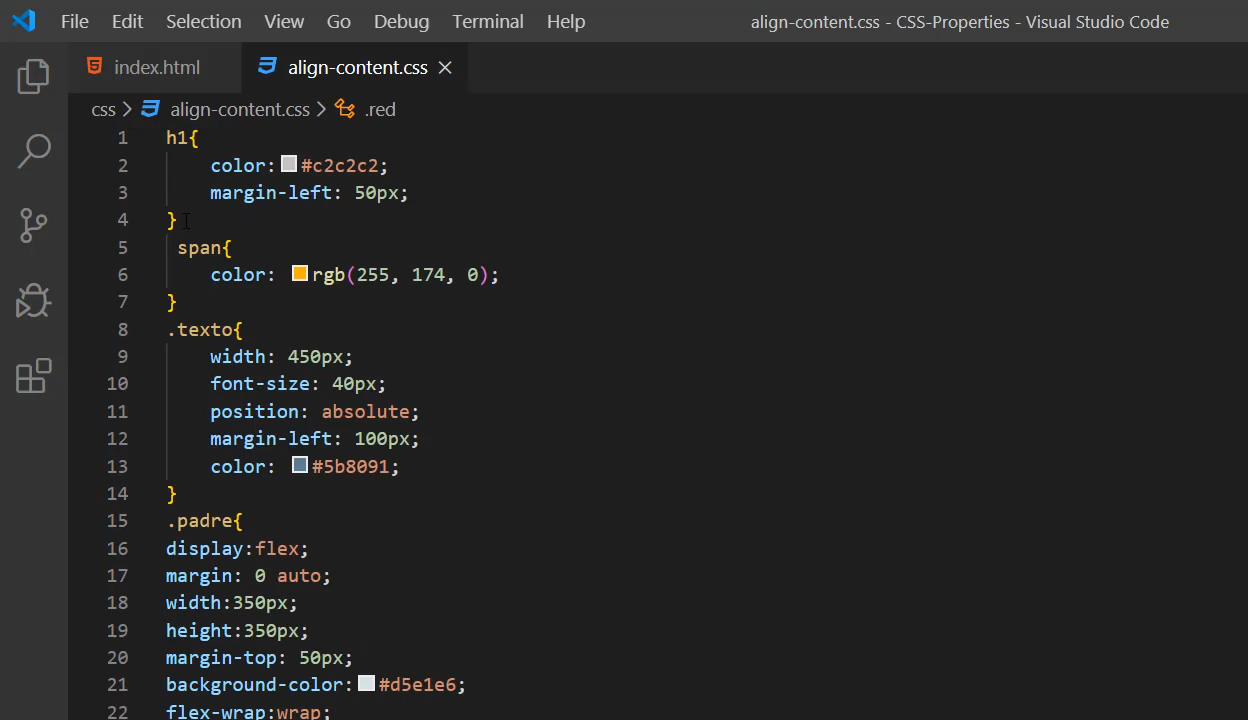 File Edit Selection View Go Debug Terminal Help align-content.css - CSS-Properties - Visual Studio Code
index.html align-content.css
css > align-content.css > .red
1 h1{
2 color: #c2c2c2;
3 margin-left: 50px;
4 }
5 span{
6 color: rgb(255, 174, 0);
7 }
8 .texto{
9 width: 450px;
10 font-size: 40px;
11 position: absolute;
12 margin-left: 100px;
13 color: #5b8091;
14 }
15 .padre{
16 display:flex;
17 margin: 0 auto;
18 width:350px;
19 height:350px;
20 margin-top: 50px;
21 background-color: #d5e1e6;
22 flex-wrap:wrap;